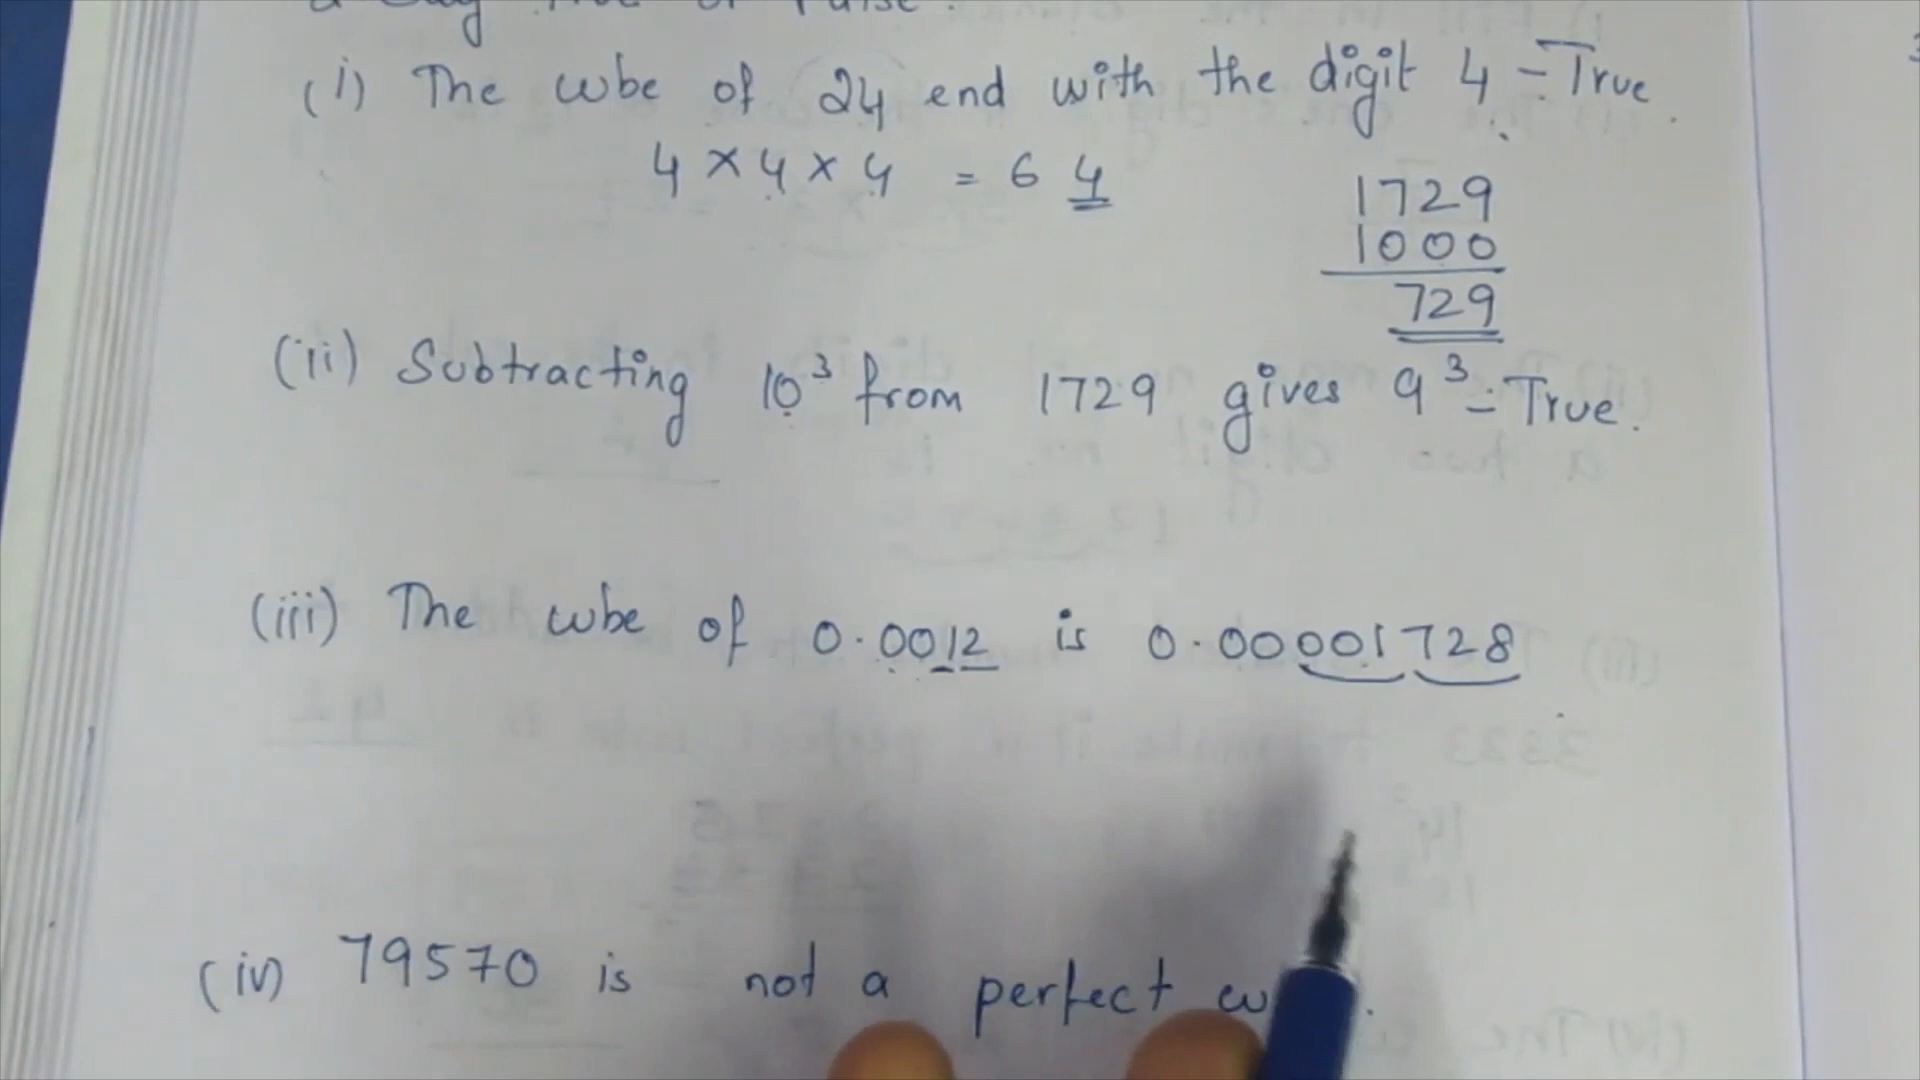 (i) The cube of 24 end with the digit 4 - True.
4 × 4 × 4 = 64
1729
1000
729
(ii) Subtracting 10³ from 1729 gives 9³ - True.
(iii) The cube of 0.0012 is 0.00001728
(iv) 79570 is not a perfect